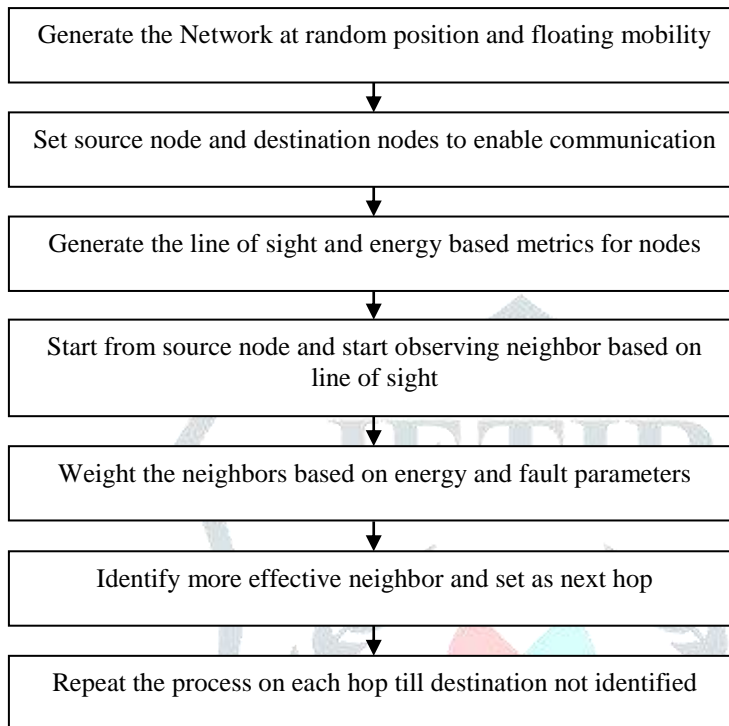 Generate the Network at random position and floating mobility
Set source node and destination nodes to enable communication
Generate the line of sight and energy based metrics for nodes
Start from source node and start observing neighbor based on
line of sight
JETIR
Weight the neighbors based on energy and fault parameters
Identify more effective neighbor and set as next hop
Repeat the process on each hop till destination not identified